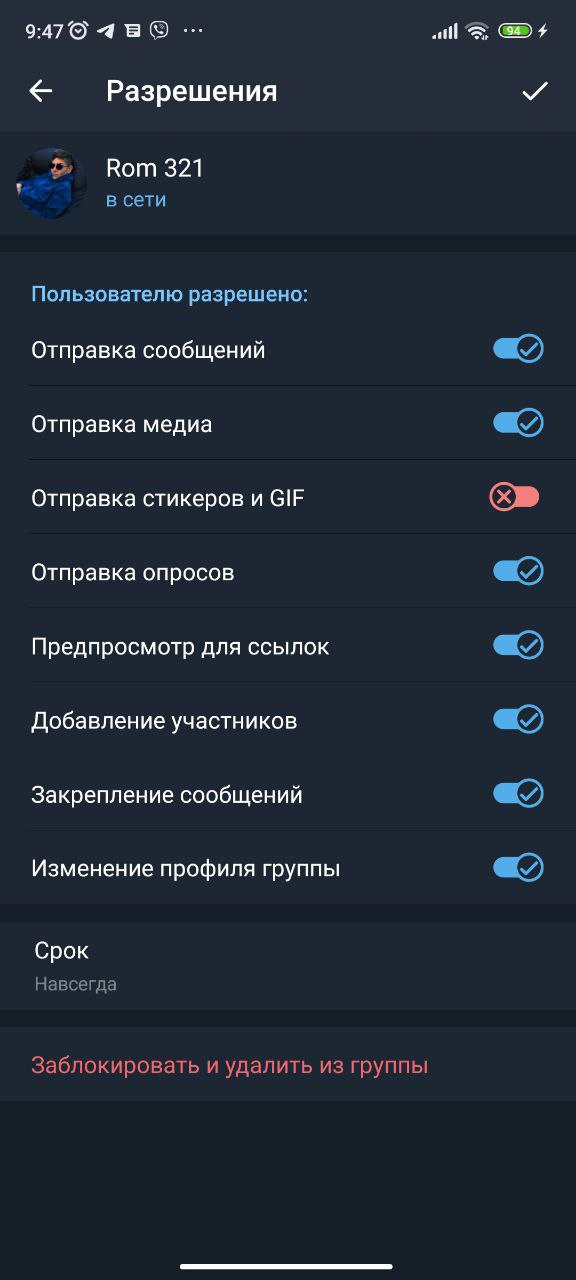 9:47
94
Разрешения
Rom 321
в сети
Пользователю разрешено:
Отправка сообщений
Отправка медиа
Отправка стикеров и GIF
Отправка опросов
Предпросмотр для ссылок
Добавление участников
Закрепление сообщений
Изменение профиля группы
Срок
Навсегда
Заблокировать и удалить из группы